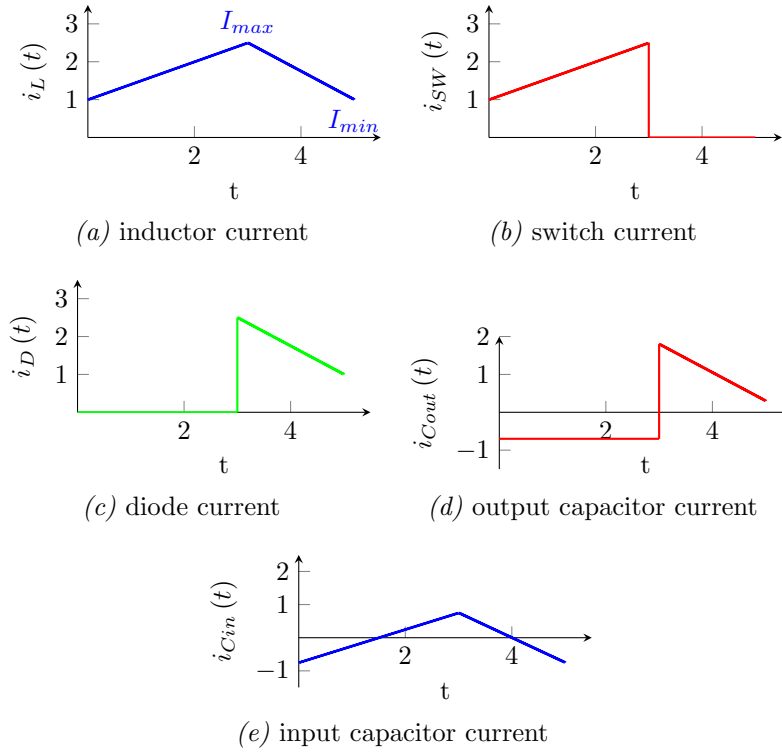 3
2
1
i_L(t)
I_max
I_min
2 4
t
(a) inductor current
3
2
1
i_SW(t)
2 4
t
(b) switch current
3
2
1
i_D(t)
2 4
t
(c) diode current
2
1
−1
i_Cout(t)
2 4
t
(d) output capacitor current
2
1
−1
i_Cin(t)
2 4
t
(e) input capacitor current